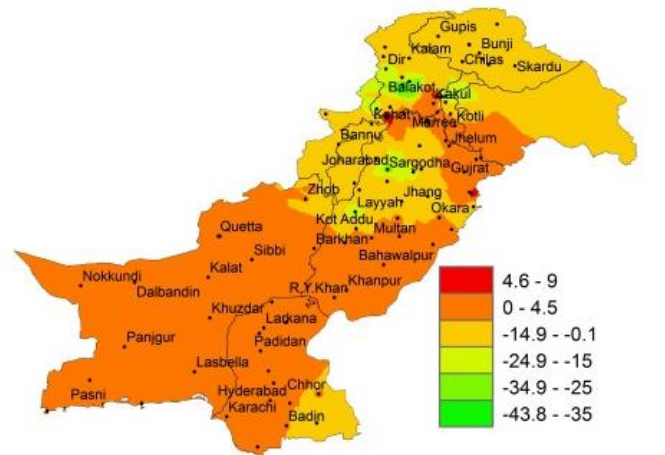 Gupis
Kalam
Bunji
Dir
Chilas
Skardu
Balakot
Kakul
Kohat
Murree
Kotli
Bannu
Jhelum
Joharabad
Sargodha
Gujrat
Zhob
Layyah
Jhang
Kot Addu
Okara
Quetta
Multan
Barkhan
Sibbi
Bahawalpur
Nokkundi
Kalat
Dalbandin
R.Y.Khan
Khanpur
Khuzdar
Larkana
Panjgur
Padidan
Lasbella
Pasni
Hyderabad
Chhor
Karachi
Badin
4.6 - 9
0 - 4.5
-14.9 - -0.1
-24.9 - -15
-34.9 - -25
-43.8 - -35